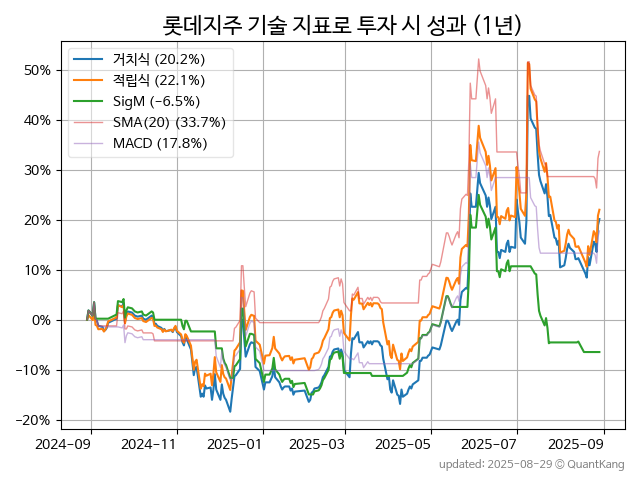 롯데지주 기술 지표로 투자 시 성과 (1년)
거치식 (20.2%)
적립식 (22.1%)
SigM (−6.5%)
SMA(20) (33.7%)
MACD (17.8%)
50%
40%
30%
20%
10%
0%
−10%
−20%
2024-09 2024-11 2025-01 2025-03 2025-05 2025-07 2025-09
updated: 2025-08-29 © QuantKang